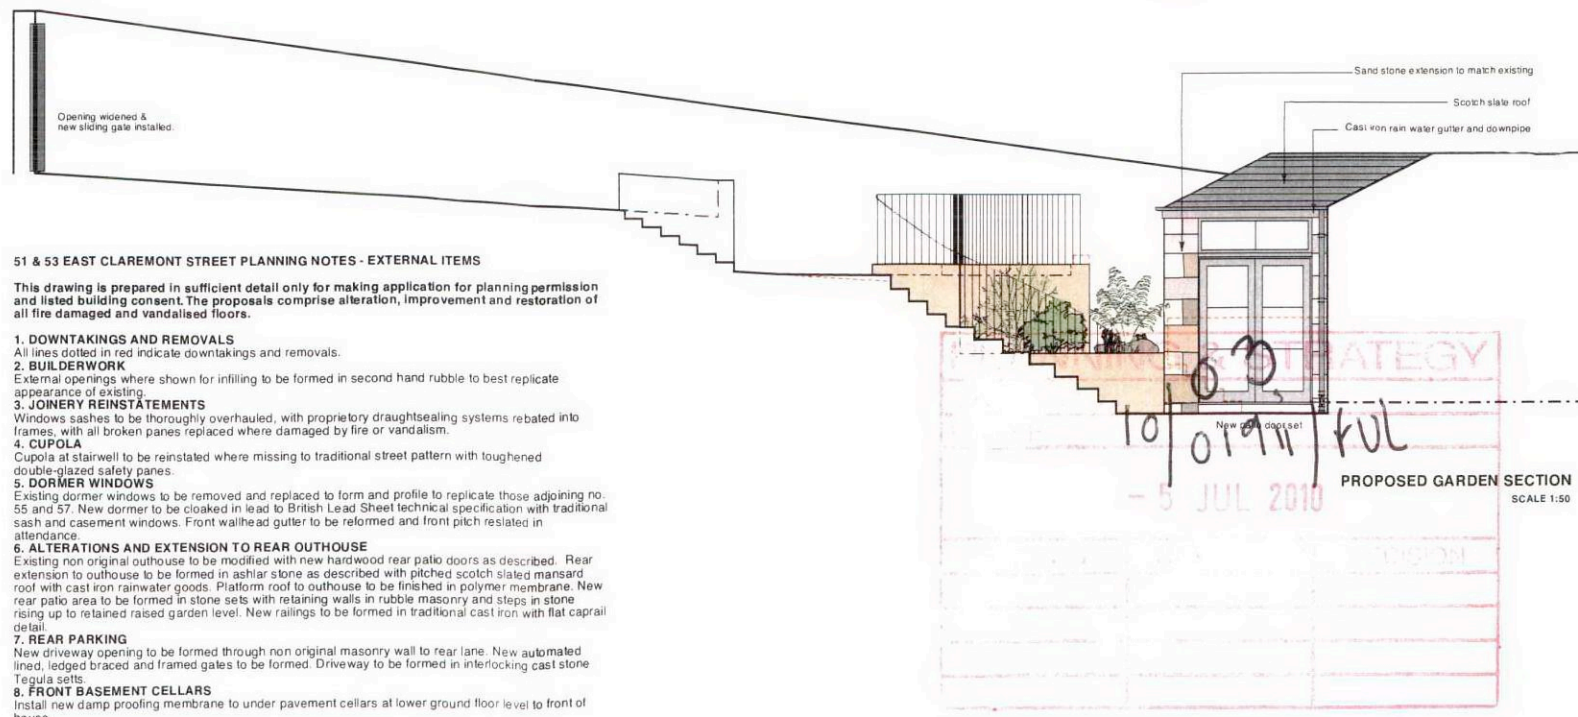 Sand stone extension to match existing
Scotch slate roof
Cast iron rain water gutter and downpipe
Opening widened &
new sliding gate installed.
51 & 53 EAST CLAREMONT STREET PLANNING NOTES - EXTERNAL ITEMS
This drawing is prepared in sufficient detail only for making application for planning permission
and listed building consent. The proposals comprise alteration, improvement and restoration of
all fire damaged and vandalised floors.
1. DOWNTAKINGS AND REMOVALS
All lines dotted in red indicate downtakings and removals.
2. BUILDERWORK
External openings where shown for infilling to be formed in second hand rubble to best replicate
appearance of existing.
3. JOINERY REINSTATEMENTS
Windows sashes to be thoroughly overhauled, with proprietory draughtsealing systems rebated into
frames, with all broken panes replaced where damaged by fire or vandalism.
4. CUPOLA
Cupola at stairwell to be reinstated where missing to traditional street pattern with toughened
double-glazed safety panes.
5. DORMER WINDOWS
Existing dormer windows to be removed and replaced to form and profile to replicate those adjoining no.
55 and 57. New dormer to be cloaked in lead to British Lead Sheet technical specification with traditional
sash and casement windows. Front wallhead gutter to be reformed and front pitch reslated in
attendance.
6. ALTERATIONS AND EXTENSION TO REAR OUTHOUSE
Existing non original outhouse to be modified with new hardwood rear patio doors as described. Rear
extension to outhouse to be formed in ashlar stone as described with pitched scotch slated mansard
roof with cast iron rainwater goods. Platform roof to outhouse to be finished in polymer membrane. New
rear patio area to be formed in stone sets with retaining walls in rubble masonry and steps in stone
rising up to retained raised garden level. New railings to be formed in traditional cast iron with flat caprail
detail.
7. REAR PARKING
New driveway opening to be formed through non original masonry wall to rear lane. New automated
lined, ledged braced and framed gates to be formed. Driveway to be formed in interlocking cast stone
Tegula setts.
8. FRONT BASEMENT CELLARS
Install new damp proofing membrane to under pavement cellars at lower ground floor level to front of
house.
PLANNING & STRATEGY
03
New patio door set
10 01911 FUL
- 5 JUL 2010
PROPOSED GARDEN SECTION
SCALE 1:50